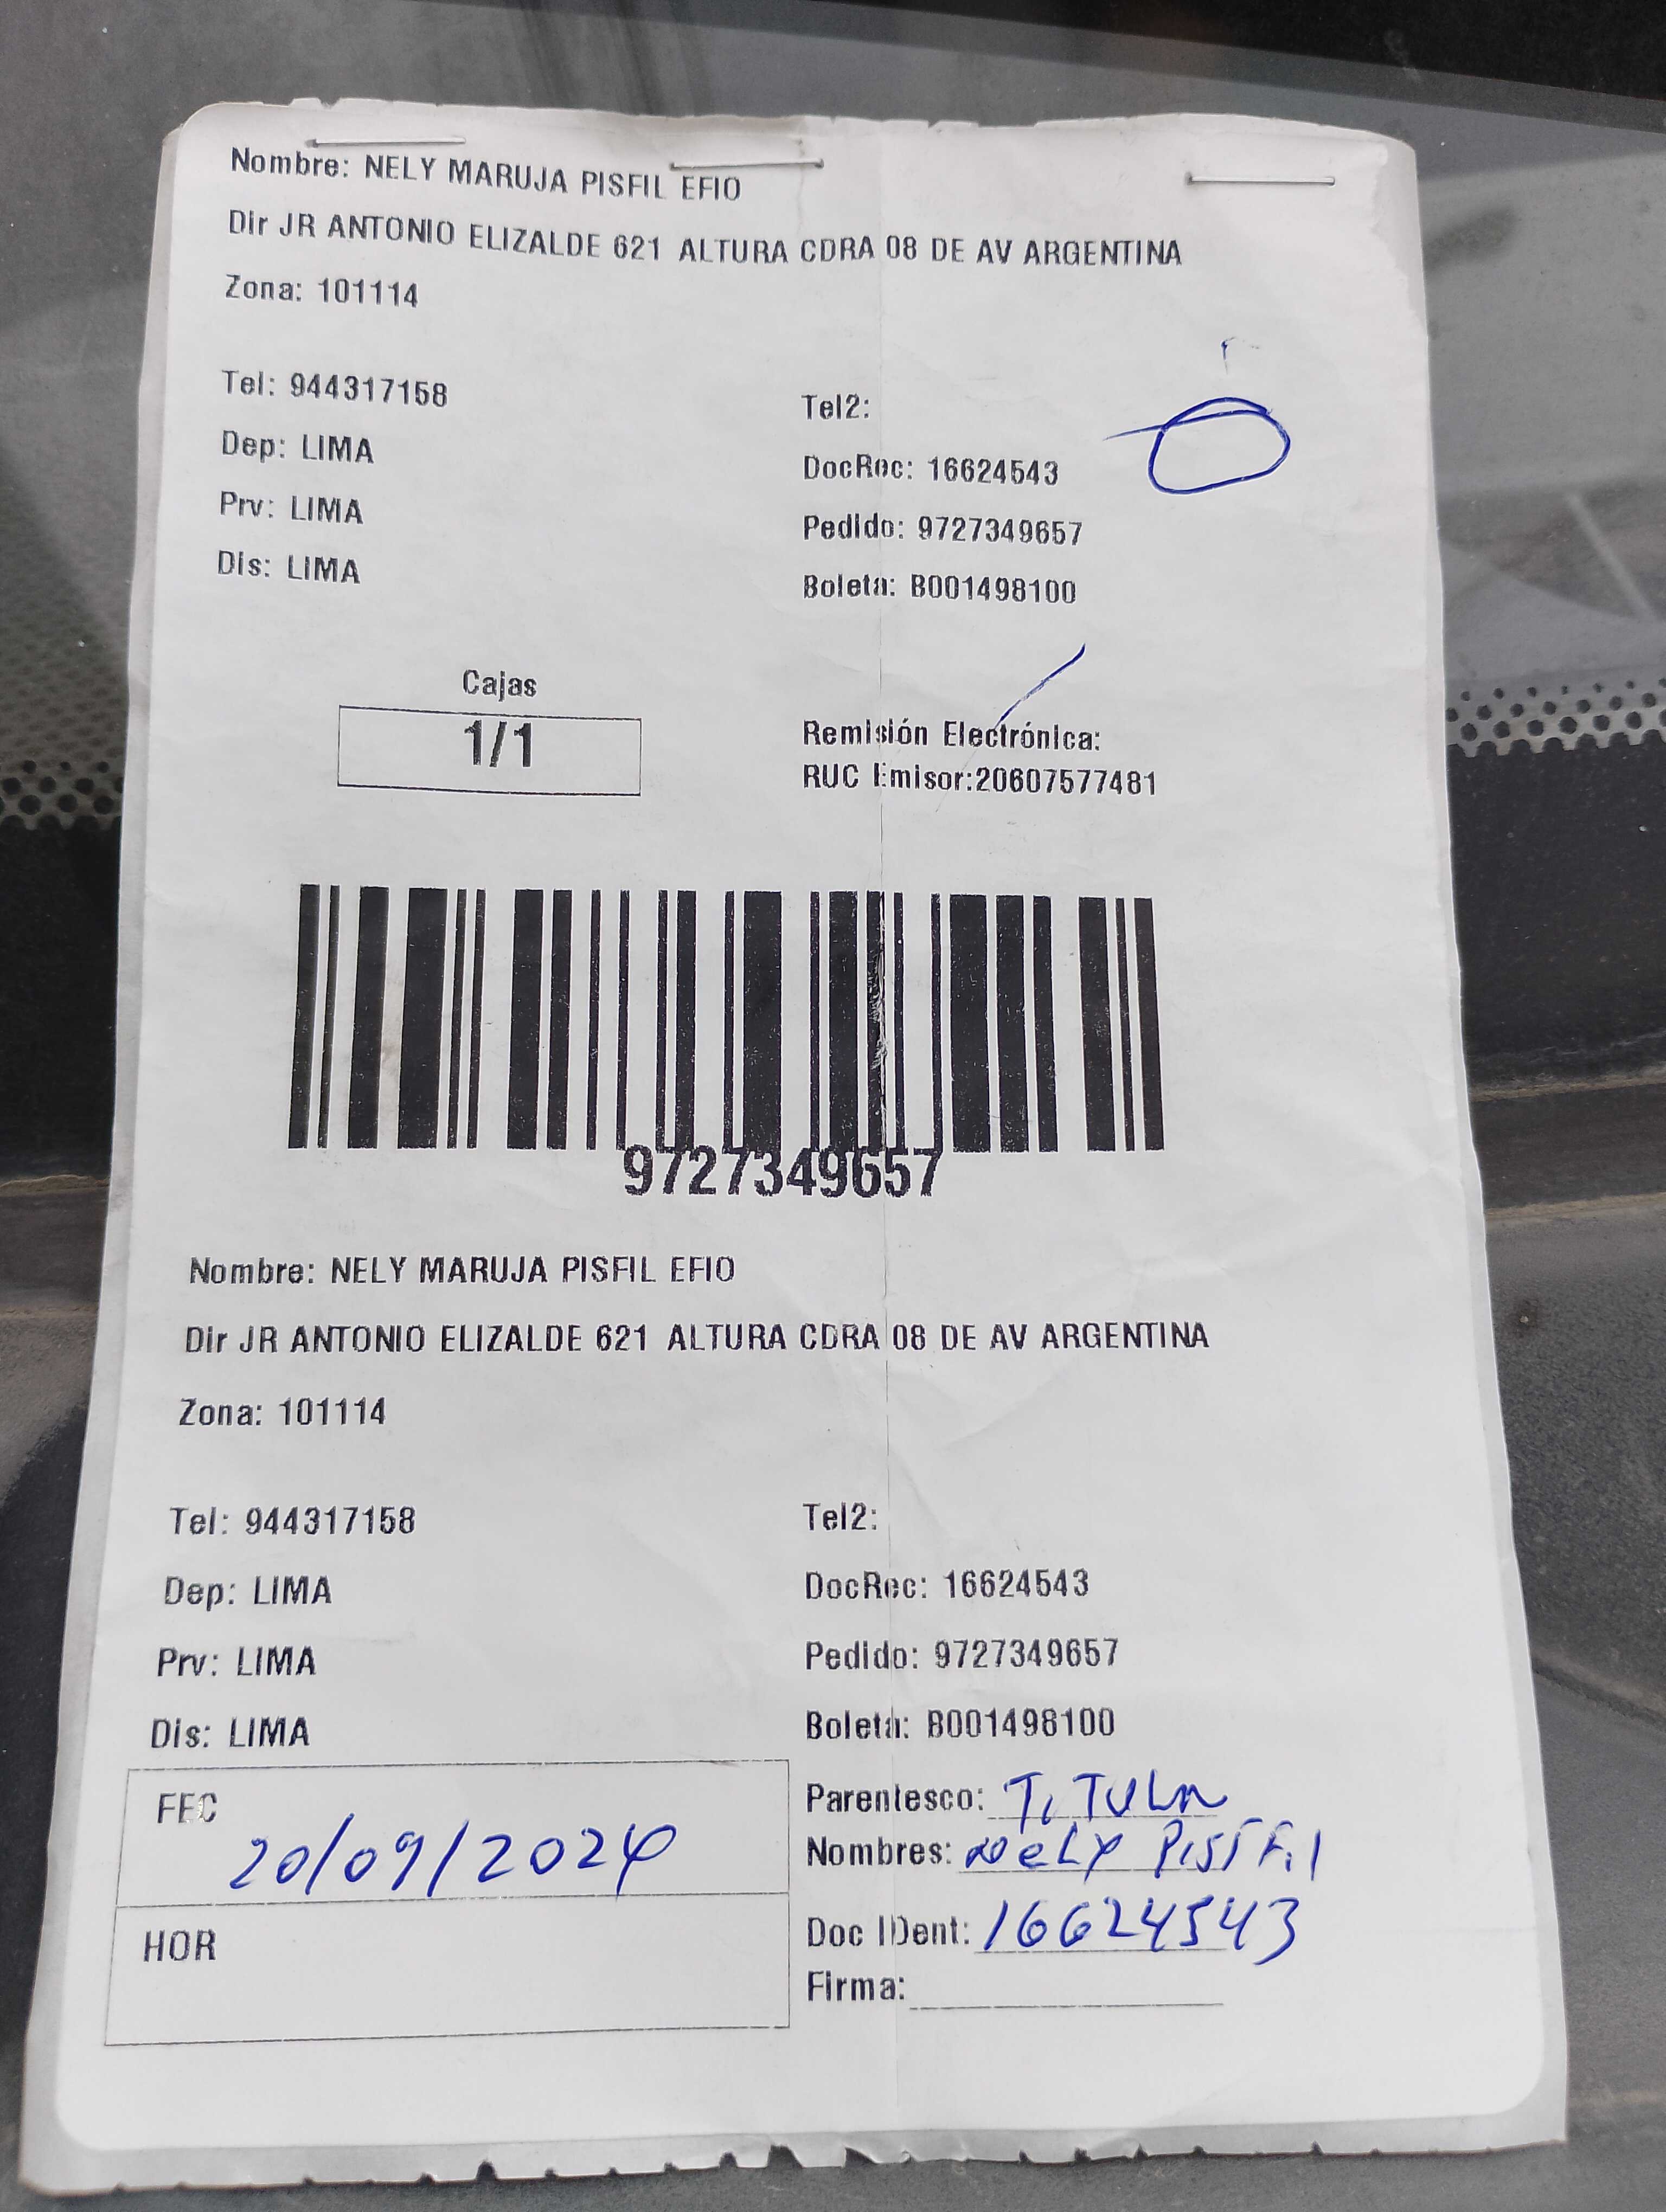 Nombre: NELY MARUJA PISFIL EFIO
Dir JR ANTONIO ELIZALDE 621 ALTURA CDRA 08 DE AV ARGENTINA
Zona: 101114
Tel: 944317158
Tel2:
Dep: LIMA
DocRec: 16624543
Prv: LIMA
Pedido: 9727349657
Dis: LIMA
Boleta: B001498100
Cajas
1/1
Remisión Electrónica:
RUC Emisor:20607577481
9727349657
Nombre: NELY MARUJA PISFIL EFIO
Dir JR ANTONIO ELIZALDE 621 ALTURA CDRA 08 DE AV ARGENTINA
Zona: 101114
Tel: 944317158
Tel2:
Dep: LIMA
DocRec: 16624543
Prv: LIMA
Pedido: 9727349657
Dis: LIMA
Boleta: B001498100
FEC
20/09/2024
HOR
Parentesco: TiTULAR
Nombres: NeLy PISFil
Doc IDent: 16624543
Firma: